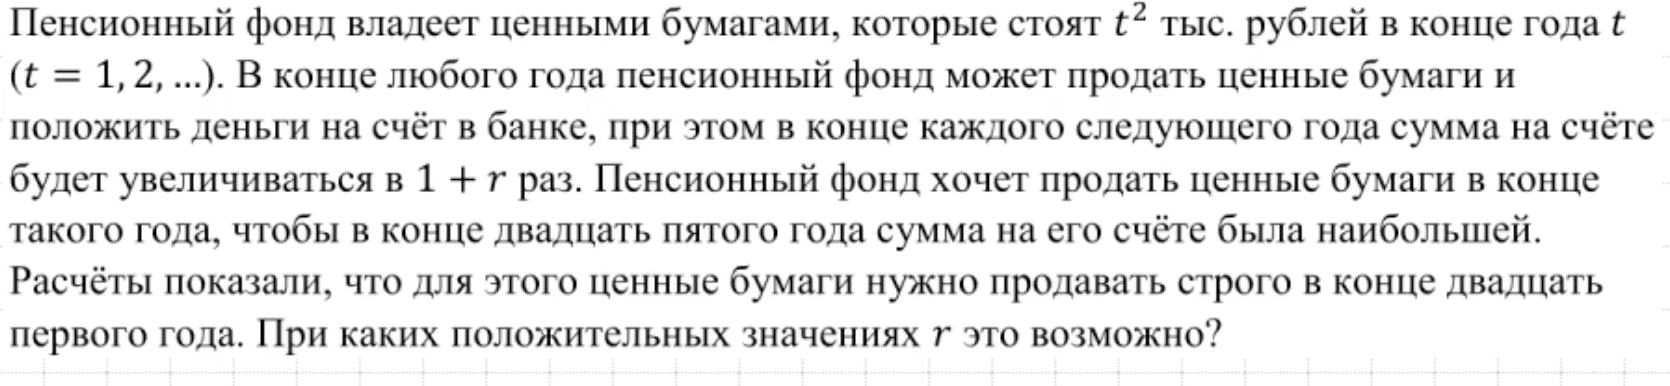 Пенсионный фонд владеет ценными бумагами, которые стоят t² тыс. рублей в конце года t
(t = 1, 2, ...). В конце любого года пенсионный фонд может продать ценные бумаги и
положить деньги на счёт в банке, при этом в конце каждого следующего года сумма на счёте
будет увеличиваться в 1 + r раз. Пенсионный фонд хочет продать ценные бумаги в конце
такого года, чтобы в конце двадцать пятого года сумма на его счёте была наибольшей.
Расчёты показали, что для этого ценные бумаги нужно продавать строго в конце двадцать
первого года. При каких положительных значениях r это возможно?